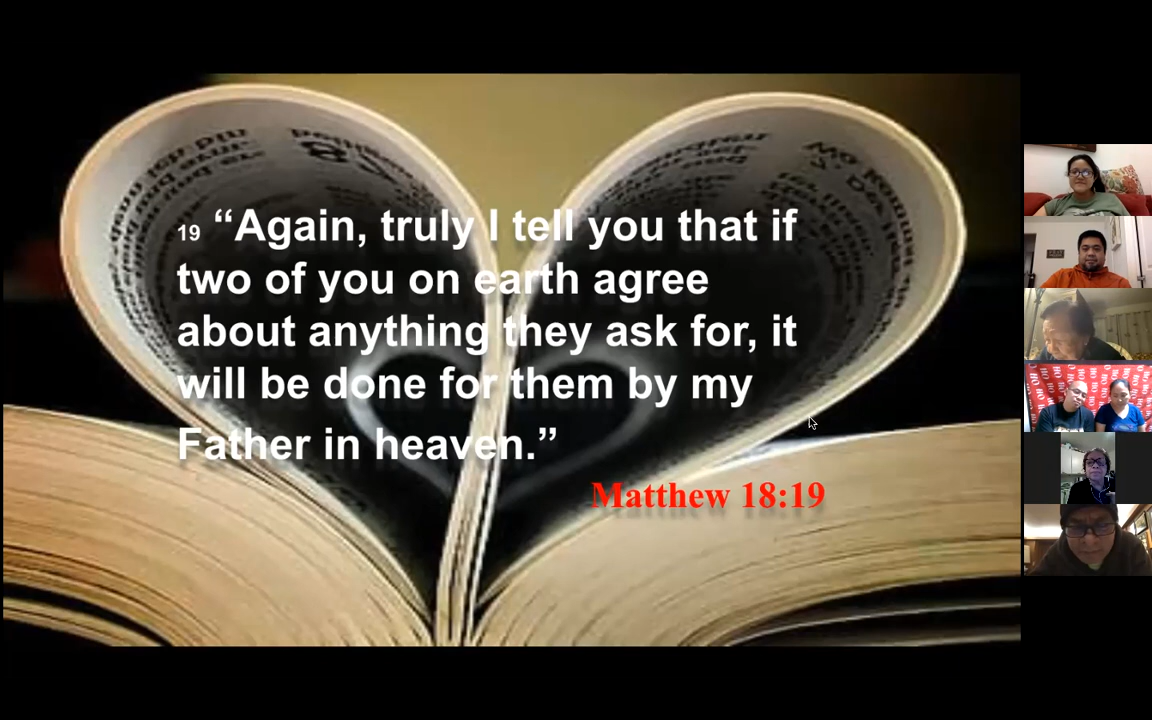 19 “Again, truly I tell you that if
two of you on earth agree
about anything they ask for, it
will be done for them by my
Father in heaven.”
Matthew 18:19